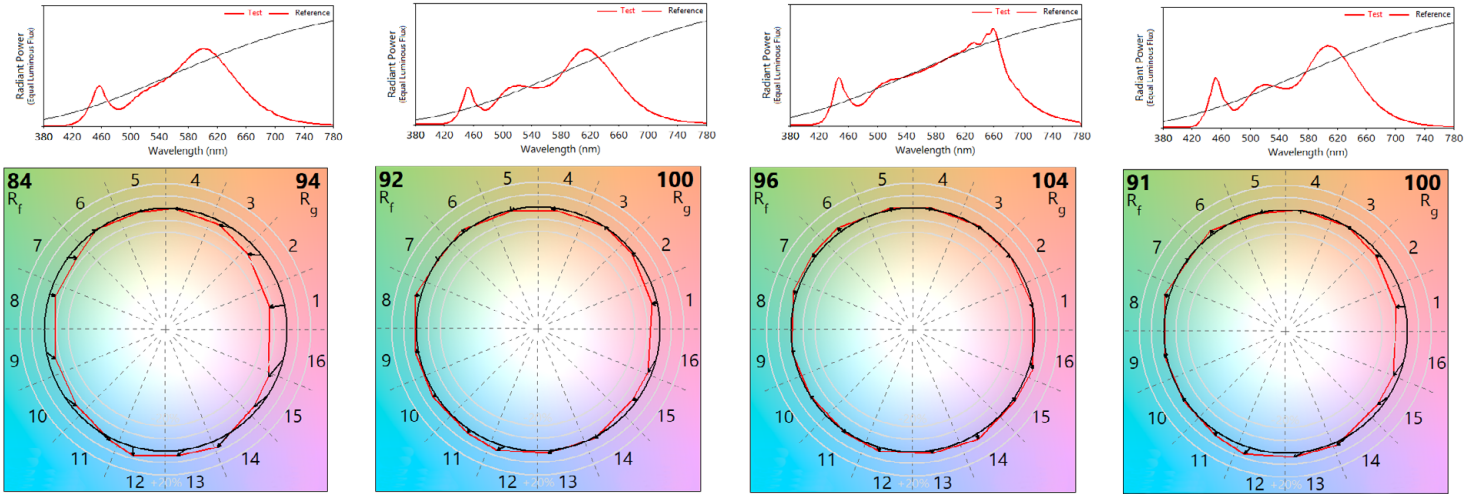 Test Reference
Radiant Power
(Equal Luminous Flux)
380 420 460 500 540 580 620 660 700 740 780
Wavelength (nm)
84 Rf
94 Rg
5 4
6 3
7 2
8 1
9 16
10 15
11 14
12 +20% 13
Test Reference
Radiant Power
(Equal Luminous Flux)
380 420 460 500 540 580 620 660 700 740 780
Wavelength (nm)
92 Rf
100 Rg
5 4
6 3
7 2
8 1
9 16
10 15
11 14
12 +20% 13
Test Reference
Radiant Power
(Equal Luminous Flux)
380 420 460 500 540 580 620 660 700 740 780
Wavelength (nm)
96 Rf
104 Rg
5 4
6 3
7 2
8 1
9 16
10 15
11 14
12 +20% 13
Test Reference
Radiant Power
(Equal Luminous Flux)
380 420 460 500 540 580 620 660 700 740 780
Wavelength (nm)
91 Rf
100 Rg
5 4
6 3
7 2
8 1
9 16
10 15
11 14
12 +20% 13